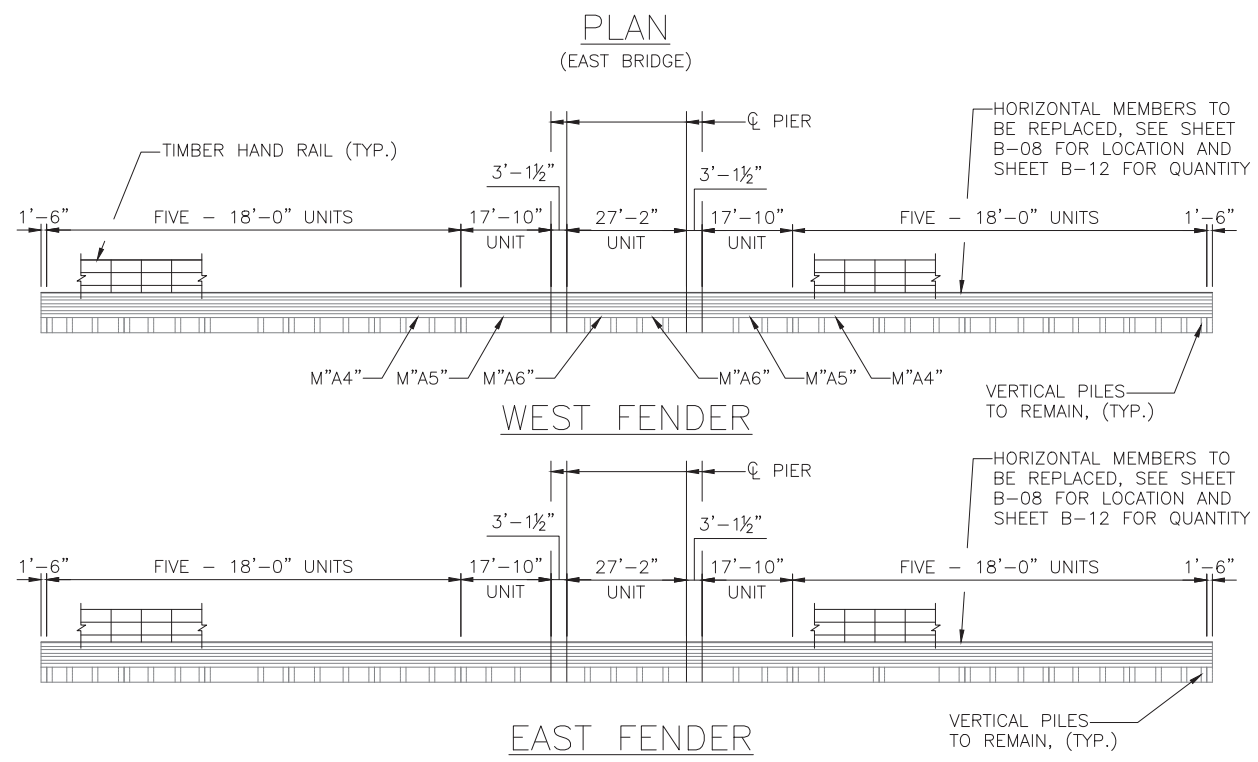 PLAN
(EAST BRIDGE)
HORIZONTAL MEMBERS TO
BE REPLACED, SEE SHEET
B-08 FOR LOCATION AND
SHEET B-12 FOR QUANTITY
℄ PIER
TIMBER HAND RAIL (TYP.)
3'-1½" 3'-1½"
1'-6" FIVE - 18'-0" UNITS 17'-10" 27'-2" 17'-10" FIVE - 18'-0" UNITS 1'-6"
UNIT UNIT UNIT
M"A4" M"A5" M"A6" M"A6" M"A5" M"A4"
VERTICAL PILES
TO REMAIN, (TYP.)
WEST FENDER
HORIZONTAL MEMBERS TO
BE REPLACED, SEE SHEET
B-08 FOR LOCATION AND
SHEET B-12 FOR QUANTITY
℄ PIER
3'-1½" 3'-1½"
1'-6" FIVE - 18'-0" UNITS 17'-10" 27'-2" 17'-10" FIVE - 18'-0" UNITS 1'-6"
UNIT UNIT UNIT
VERTICAL PILES
TO REMAIN, (TYP.)
EAST FENDER